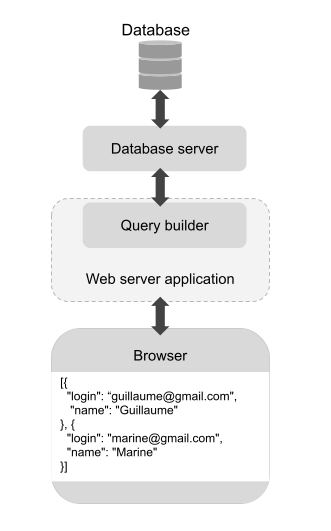 Database
Database server
Query builder
Web server application
Browser
[{
"login": “guillaume@gmail.com",
"name": "Guillaume"
}, {
"login": "marine@gmail.com",
"name": "Marine"
}]